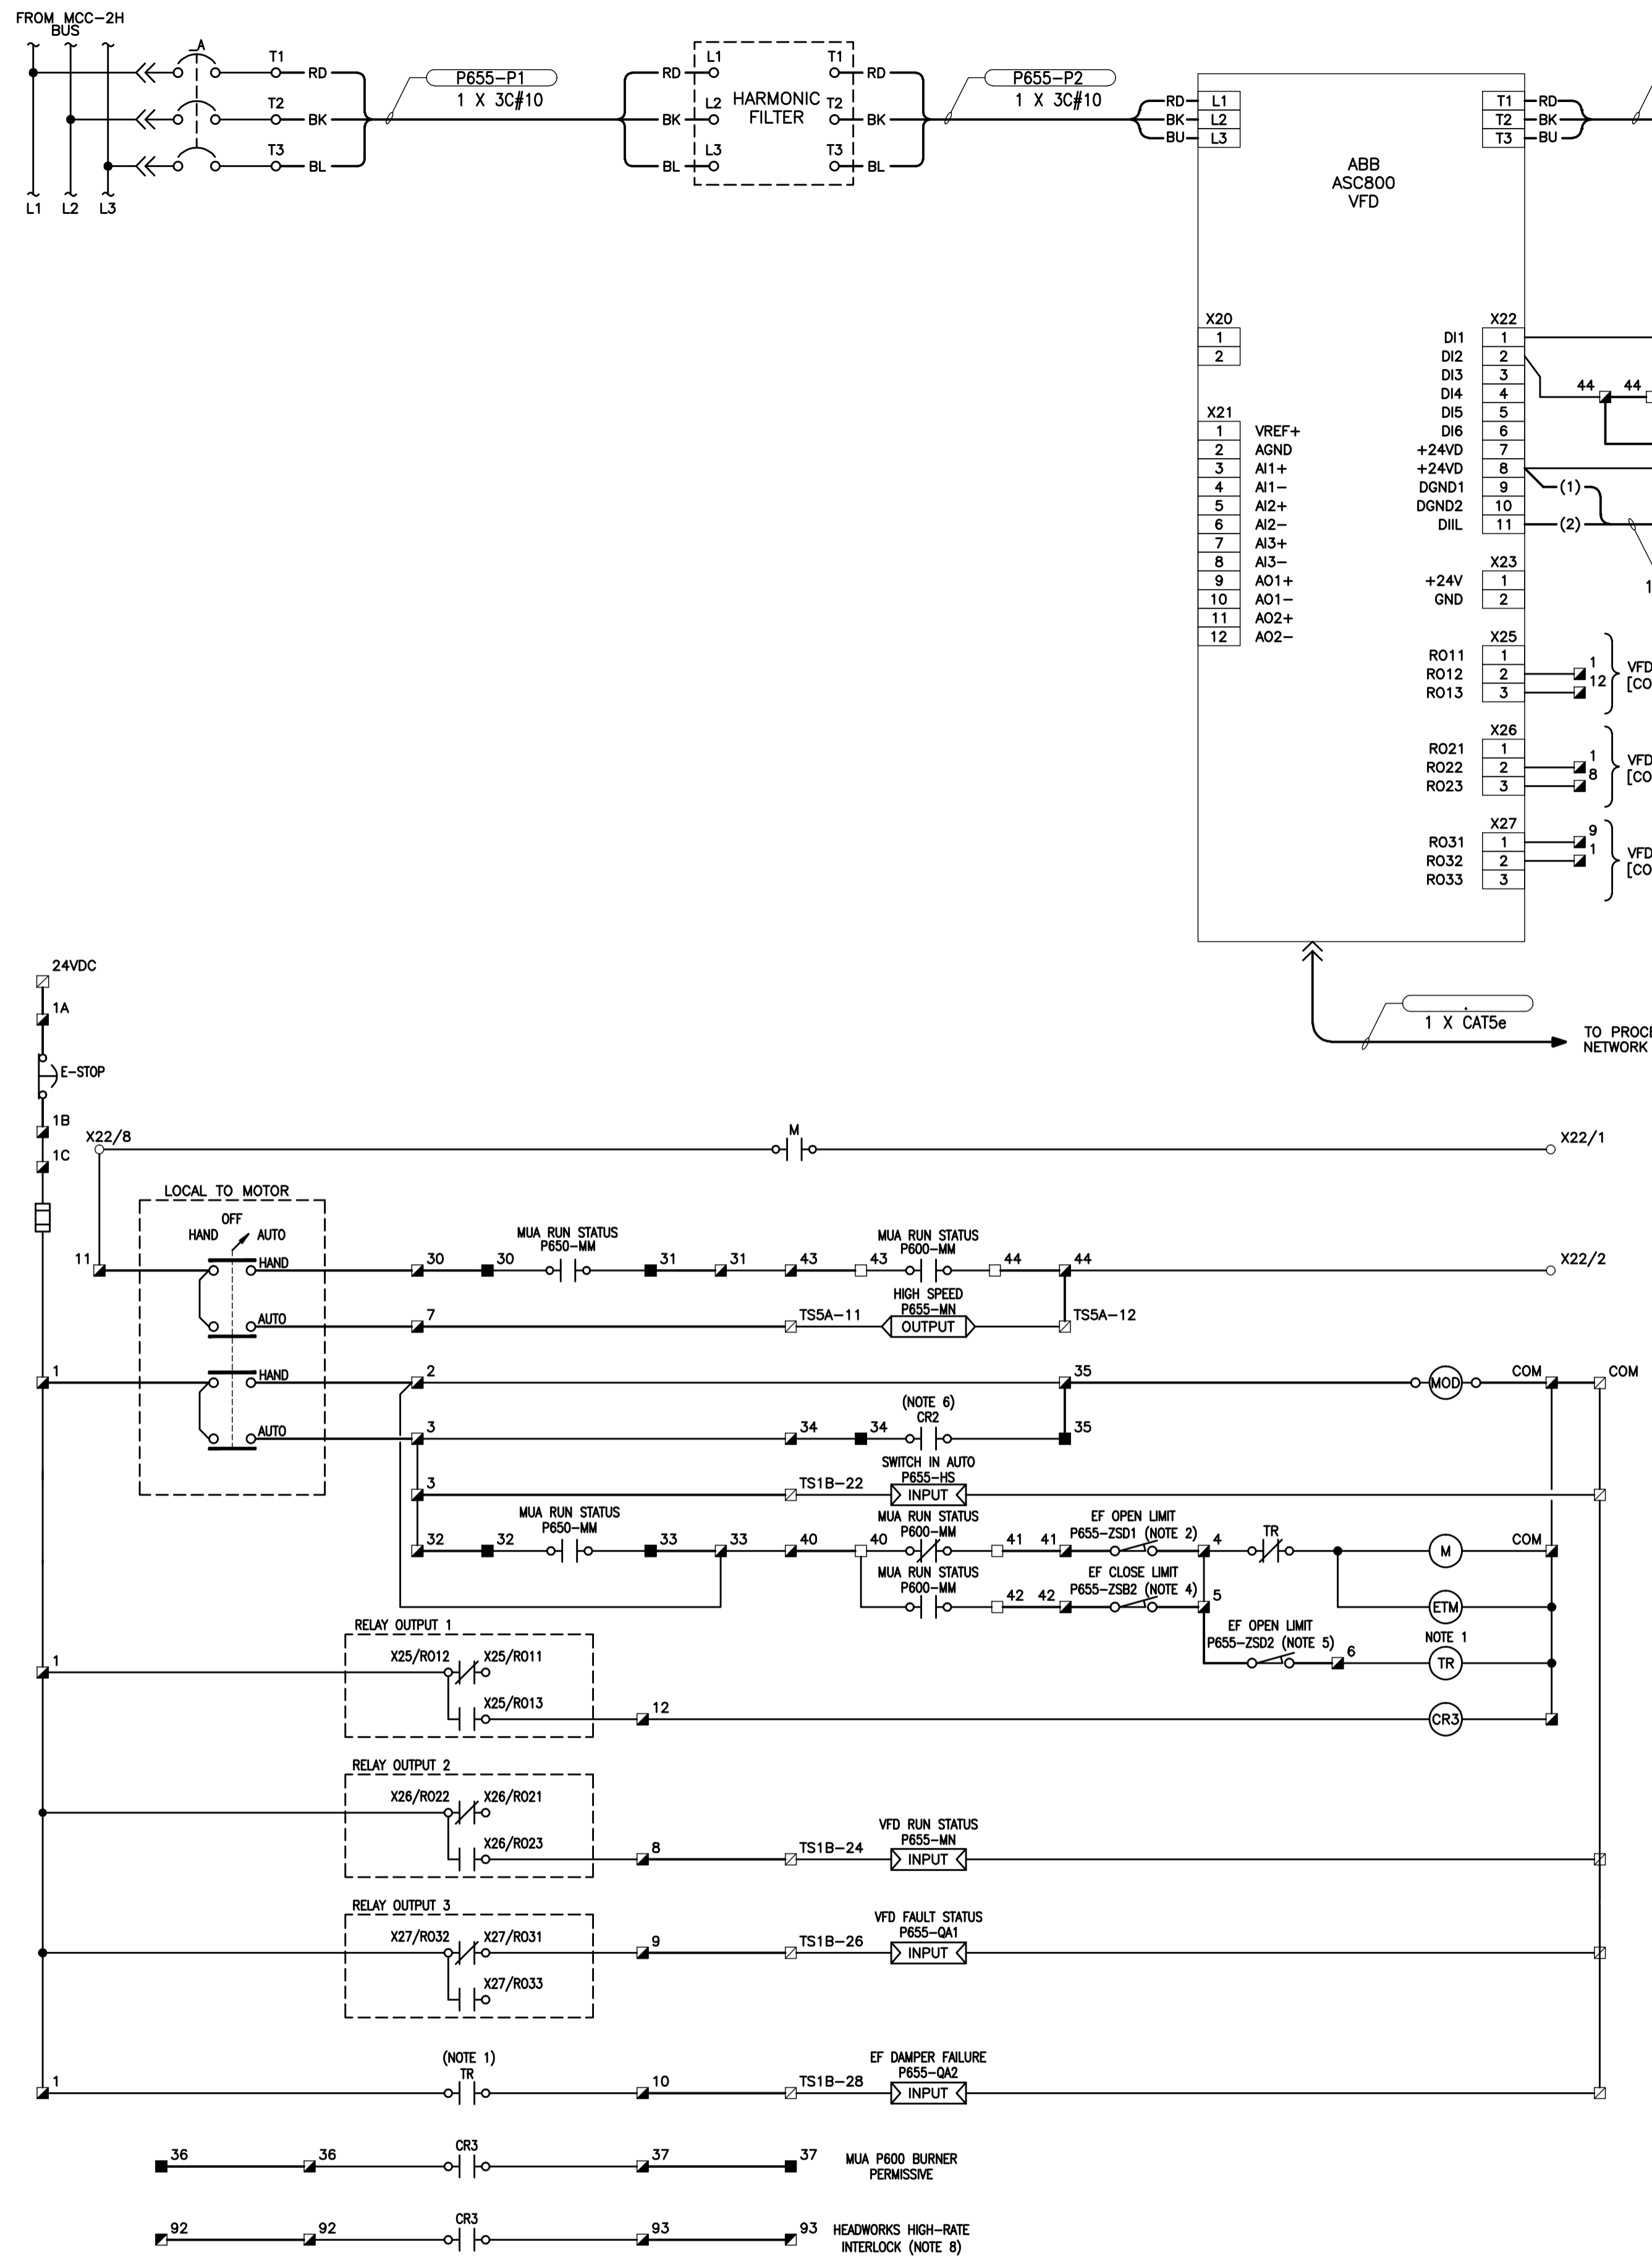 FROM MCC-2H
BUS
_A
T1
RD
T2
BK
T3
BL
L1
L2
L3
P655-P1
1 X 3C#10
RD
L1
BK
L2
BL
L3
HARMONIC
FILTER
T1
RD
T2
BK
T3
BL
P655-P2
1 X 3C#10
RD
L1
BK
L2
BU
L3
T1
RD
T2
BK
T3
BU
ABB
ASC800
VFD
X20
1
2
X21
1 VREF+
2 AGND
3 AI1+
4 AI1-
5 AI2+
6 AI2-
7 AI3+
8 AI3-
9 AO1+
10 AO1-
11 AO2+
12 AO2-
X22
DI1 1
DI2 2
DI3 3
DI4 4
DI5 5
DI6 6
+24VD 7
+24VD 8
DGND1 9
DGND2 10
DIIL 11
44 44
(1)
(2)
1
X23
+24V 1
GND 2
X25
RO11 1
RO12 2 1
RO13 3 12
VFD
[CO
X26
RO21 1
RO22 2 1
RO23 3 8
VFD
[CO
X27
RO31 1 9
RO32 2 1
RO33 3
VFD
[CO
1 X CAT5e
TO PROC
NETWORK
24VDC
1A
E-STOP
1B
X22/8
M
X22/1
1C
LOCAL TO MOTOR
OFF
HAND AUTO
MUA RUN STATUS
P650-MM
MUA RUN STATUS
P600-MM
11 HAND 30 30 31 31 43 43 44 44 X22/2
HIGH SPEED
P655-MN
AUTO 7 TS5A-11 OUTPUT TS5A-12
1 HAND 2 35 MOD COM COM
(NOTE 6)
CR2
AUTO 3 34 34 35
SWITCH IN AUTO
P655-HS
3 TS1B-22 INPUT
MUA RUN STATUS
P650-MM
MUA RUN STATUS
P600-MM
EF OPEN LIMIT
P655-ZSD1 (NOTE 2)
32 32 33 33 40 40 41 41 4 TR M COM
MUA RUN STATUS
P600-MM
EF CLOSE LIMIT
P655-ZSB2 (NOTE 4)
42 42 5 ETM
RELAY OUTPUT 1
EF OPEN LIMIT
P655-ZSD2 (NOTE 5)
NOTE 1
6 TR
1 X25/RO12 X25/RO11
X25/RO13 12 CR3
RELAY OUTPUT 2
X26/RO22 X26/RO21
VFD RUN STATUS
P655-MN
X26/RO23 8 TS1B-24 INPUT
RELAY OUTPUT 3
VFD FAULT STATUS
P655-QA1
X27/RO32 X27/RO31 9 TS1B-26 INPUT
X27/RO33
(NOTE 1)
TR
EF DAMPER FAILURE
P655-QA2
1 10 TS1B-28 INPUT
CR3
36 36 37 37 MUA P600 BURNER
PERMISSIVE
CR3
92 92 93 93 HEADWORKS HIGH-RATE
INTERLOCK (NOTE 8)